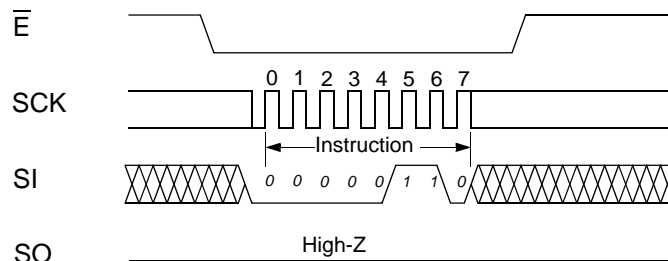 E
0 1 2 3 4 5 6 7
SCK
Instruction
SI 0 0 0 0 0 1 1 0
High-Z
SO